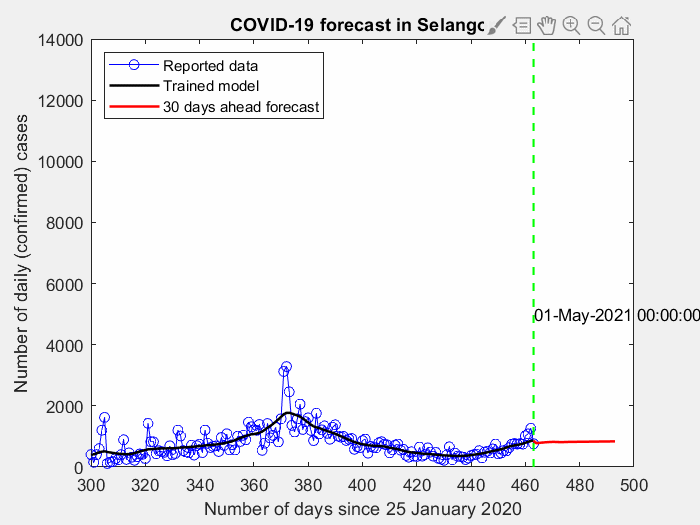 COVID-19 forecast in Selango
14000
12000
10000
8000
6000
4000
2000
0
Number of daily (confirmed) cases
Reported data
Trained model
30 days ahead forecast
01-May-2021 00:00:00
300 320 340 360 380 400 420 440 460 480 500
Number of days since 25 January 2020